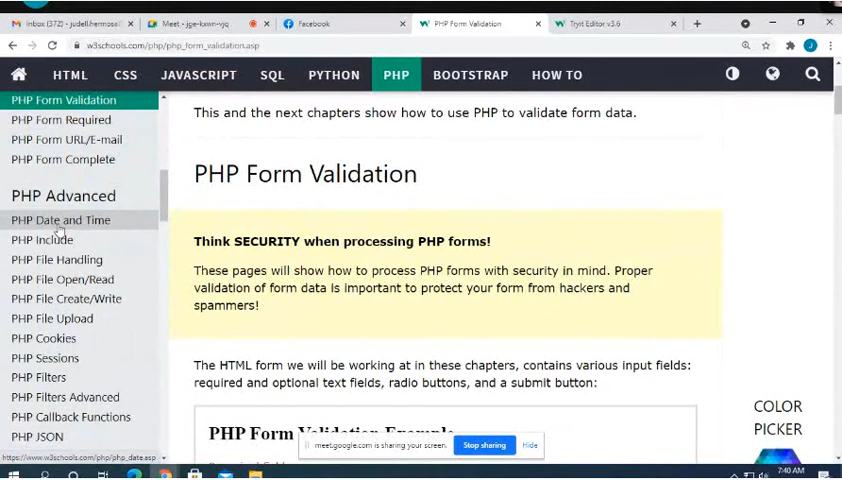 Inbox (372) - judell.hermosa
Meet - jge-kxwn-vjq
Facebook
PHP Form Validation
Tryit Editor v3.6
w3schools.com/php/php_form_validation.asp
HTML CSS JAVASCRIPT SQL PYTHON PHP BOOTSTRAP HOW TO
PHP Form Validation
PHP Form Required
PHP Form URL/E-mail
PHP Form Complete
PHP Advanced
PHP Date and Time
PHP Include
PHP File Handling
PHP File Open/Read
PHP File Create/Write
PHP File Upload
PHP Cookies
PHP Sessions
PHP Filters
PHP Filters Advanced
PHP Callback Functions
PHP JSON
https://www.w3schools.com/php/php_date.asp
This and the next chapters show how to use PHP to validate form data.
PHP Form Validation
Think SECURITY when processing PHP forms!
These pages will show how to process PHP forms with security in mind. Proper
validation of form data is important to protect your form from hackers and
spammers!
The HTML form we will be working at in these chapters, contains various input fields:
required and optional text fields, radio buttons, and a submit button:
PHP Form Validation Example
COLOR
PICKER
meet.google.com is sharing your screen.
Stop sharing
Hide
7:40 AM